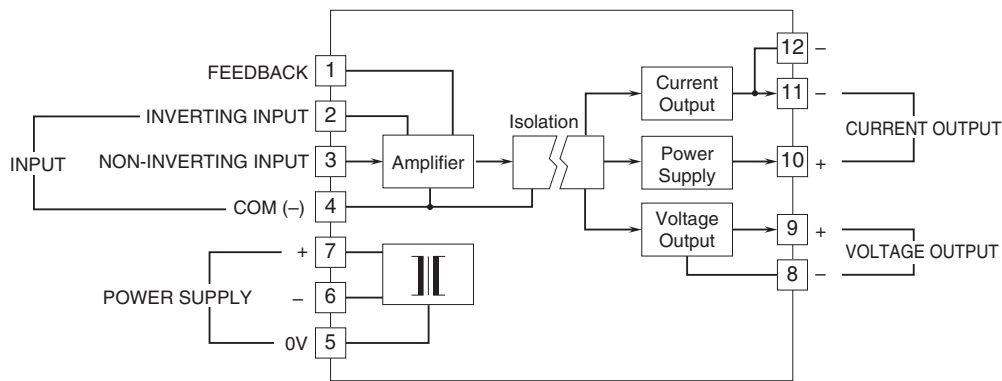 FEEDBACK 1
INVERTING INPUT 2
INPUT
NON-INVERTING INPUT 3
COM (–) 4
+ 7
POWER SUPPLY
– 6
0V 5
Amplifier
Isolation
Current
Output
Power
Supply
Voltage
Output
12 –
11 –
CURRENT OUTPUT
10 +
9 +
VOLTAGE OUTPUT
8 –